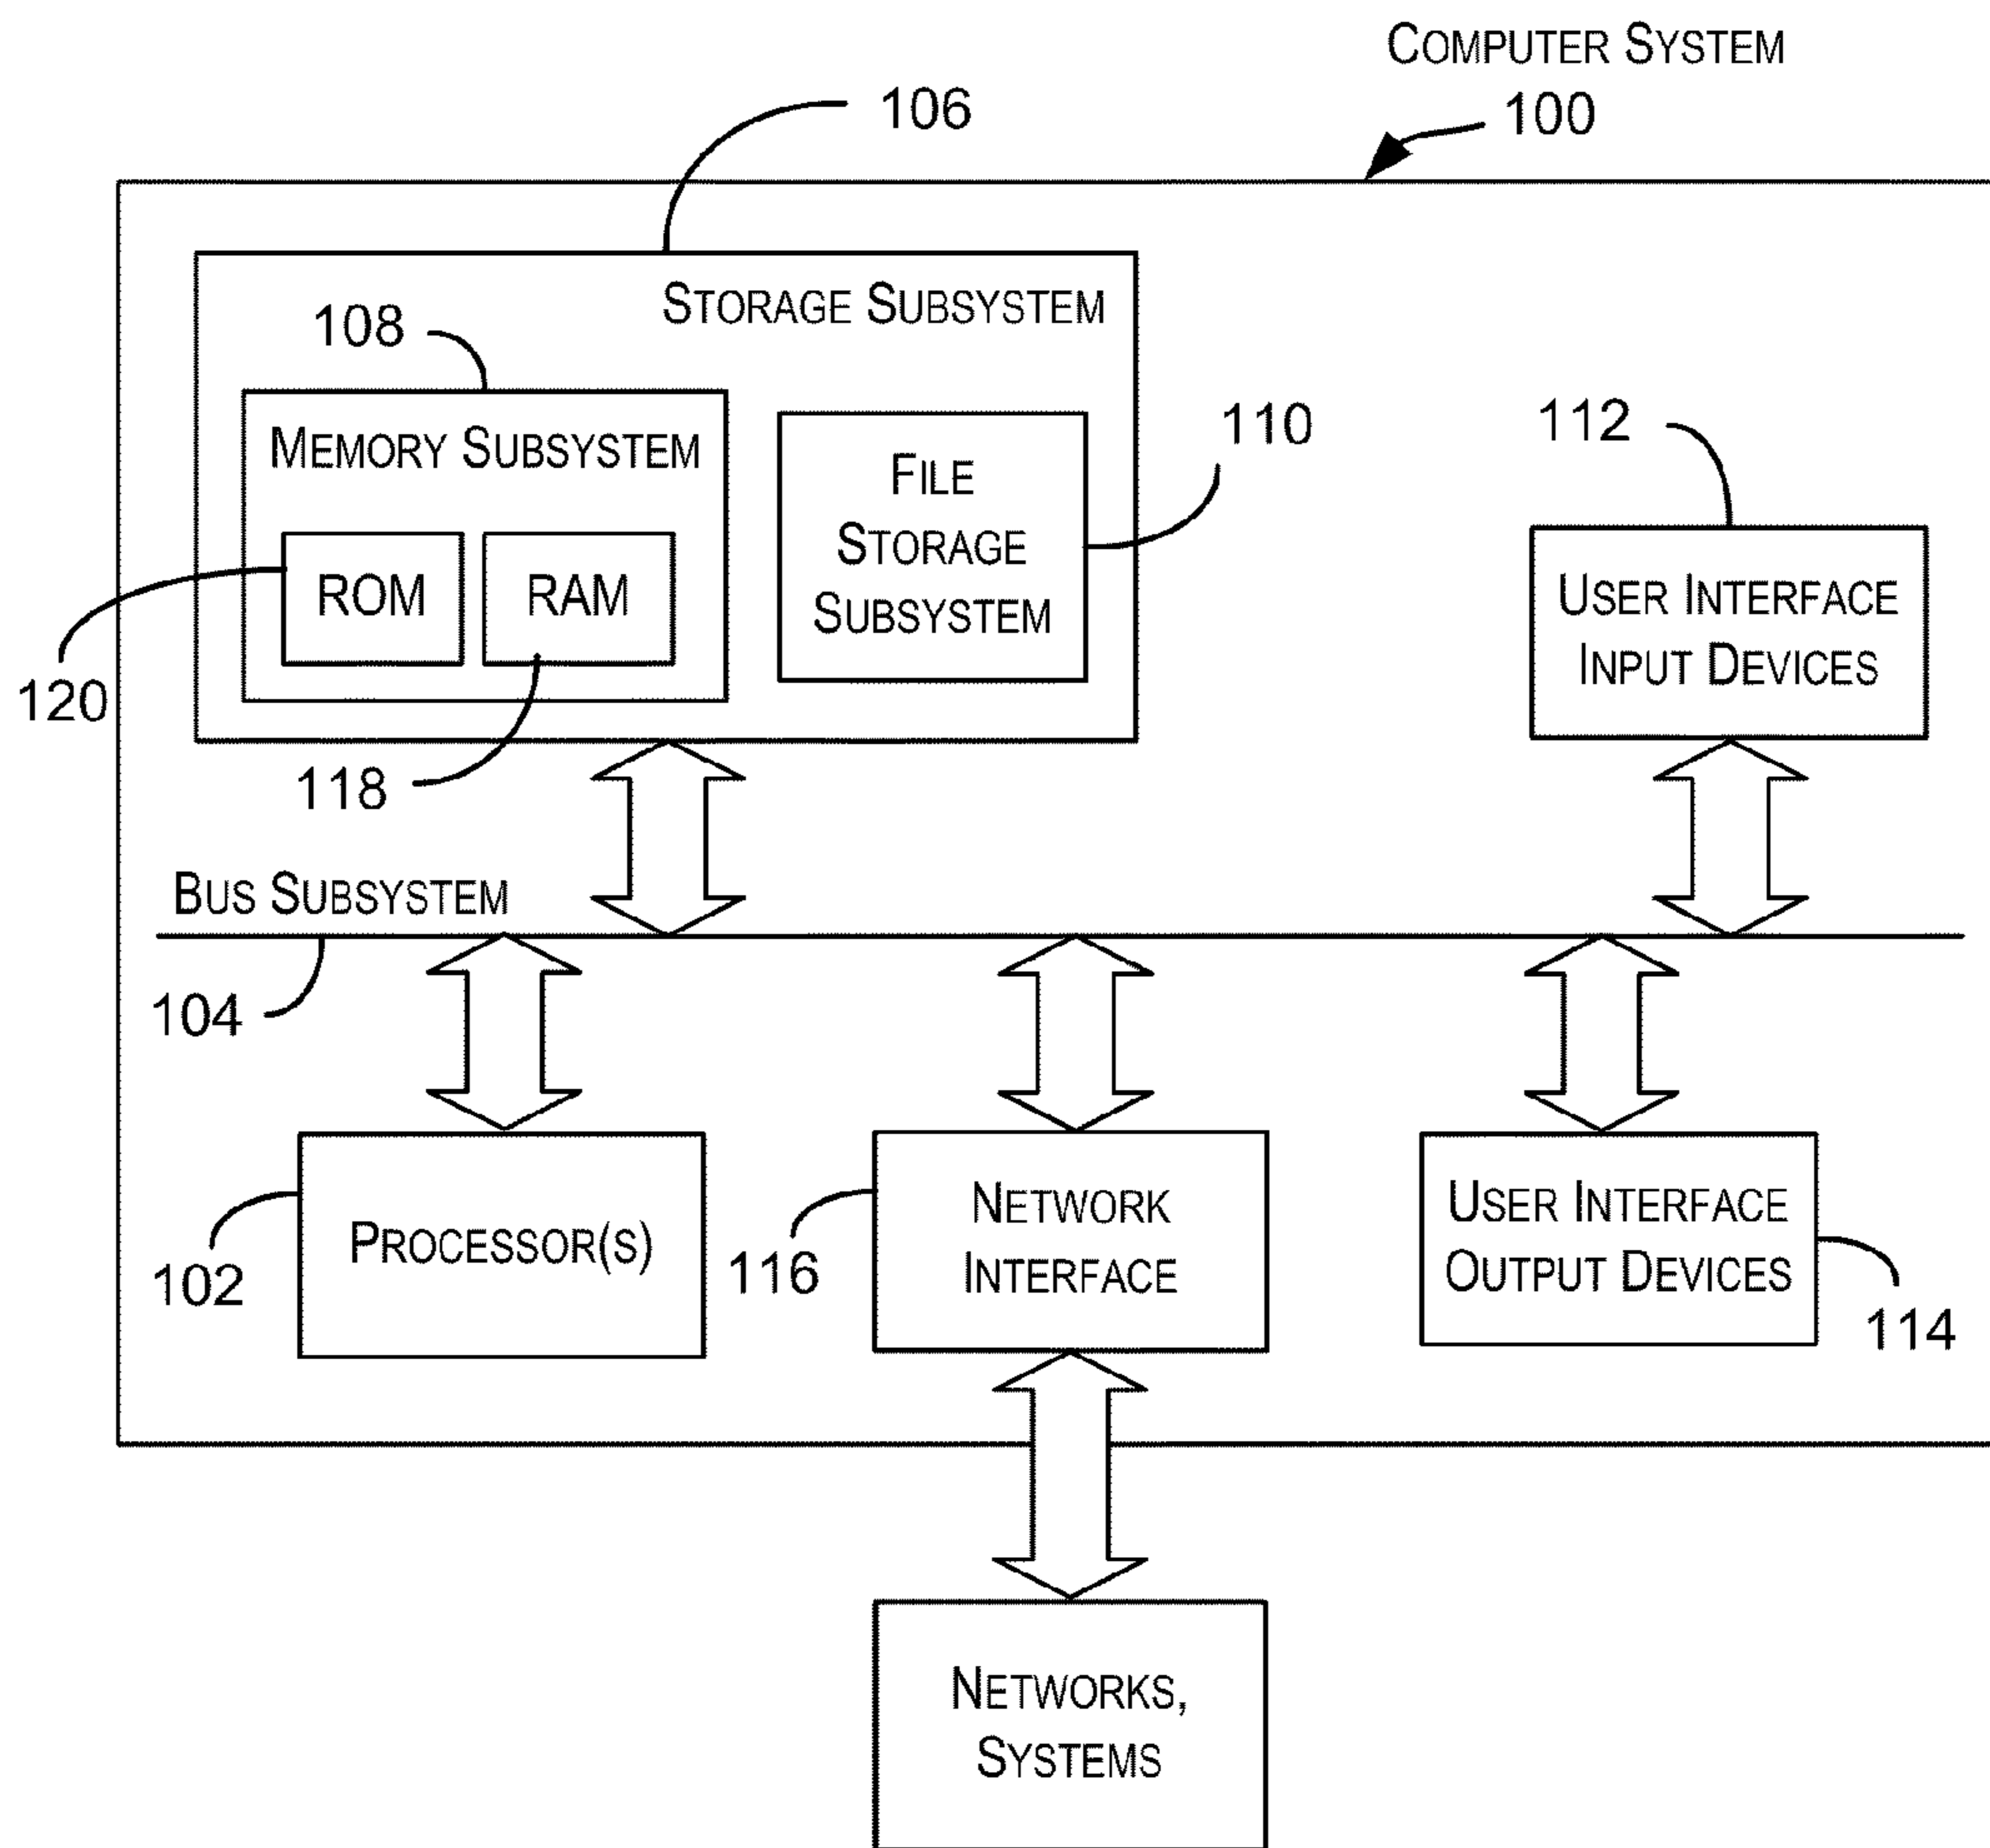 COMPUTER SYSTEM
100
106
STORAGE SUBSYSTEM
108
MEMORY SUBSYSTEM
ROM
RAM
120
118
FILE
STORAGE
SUBSYSTEM
110
112
USER INTERFACE
INPUT DEVICES
BUS SUBSYSTEM
104
PROCESSOR(S)
102
NETWORK
INTERFACE
116
USER INTERFACE
OUTPUT DEVICES
114
NETWORKS,
SYSTEMS